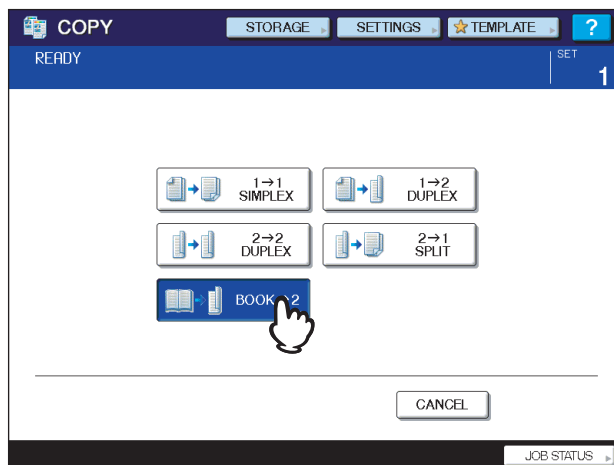 COPY
STORAGE
SETTINGS
TEMPLATE
?
READY
SET
1
1→1
SIMPLEX
1→2
DUPLEX
2→2
DUPLEX
2→1
SPLIT
BOOK→2
CANCEL
JOB STATUS